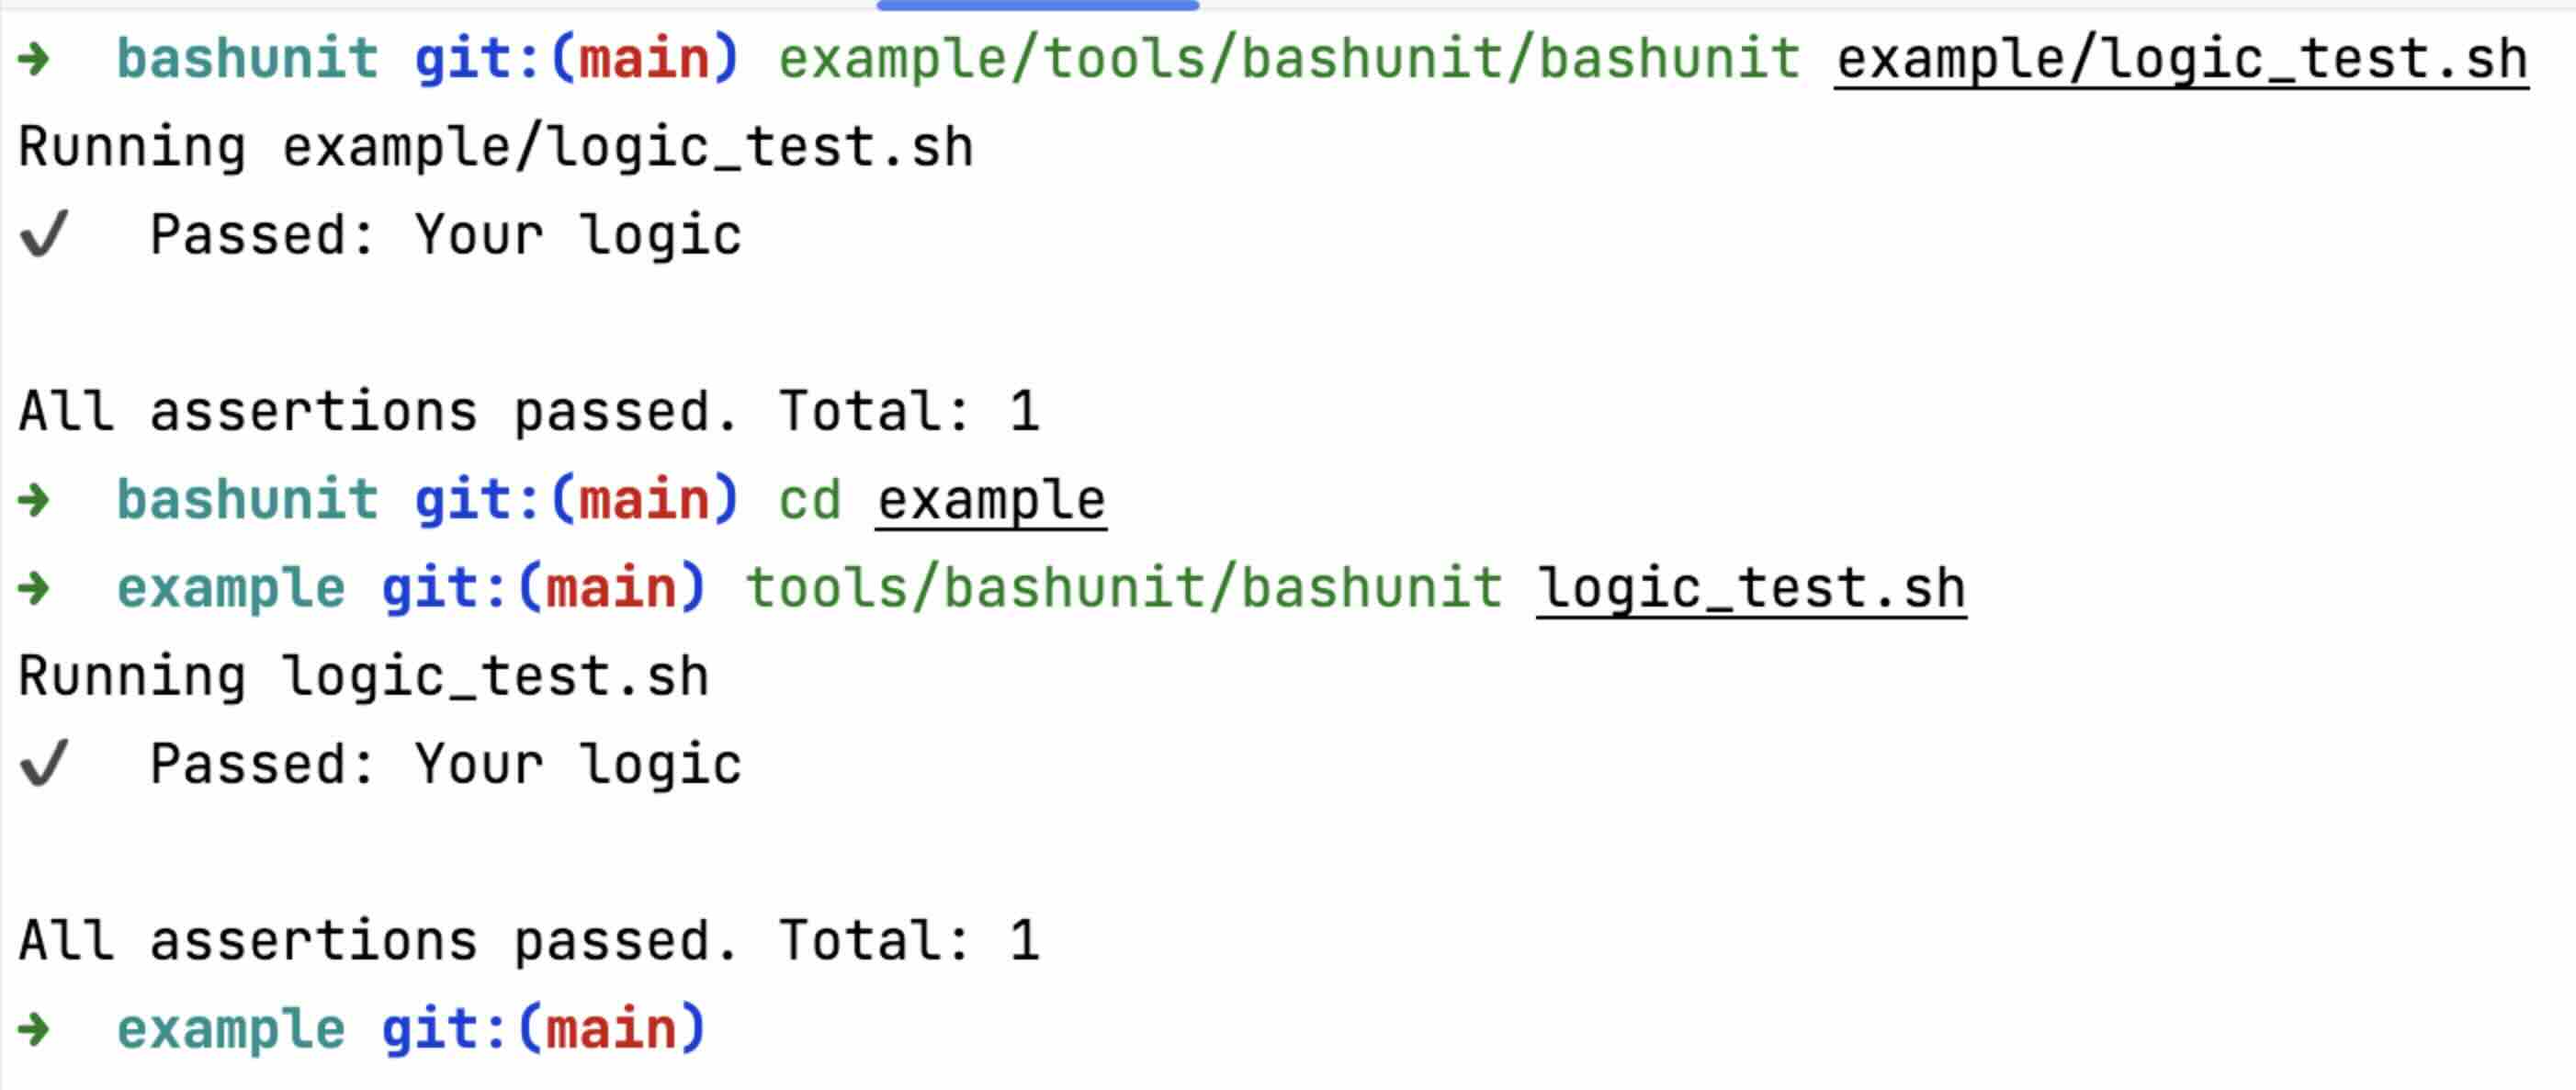 ➜  bashunit git:(main) example/tools/bashunit/bashunit example/logic_test.sh
Running example/logic_test.sh
✔  Passed: Your logic
All assertions passed. Total: 1
➜  bashunit git:(main) cd example
➜  example git:(main) tools/bashunit/bashunit logic_test.sh
Running logic_test.sh
✔  Passed: Your logic
All assertions passed. Total: 1
➜  example git:(main)